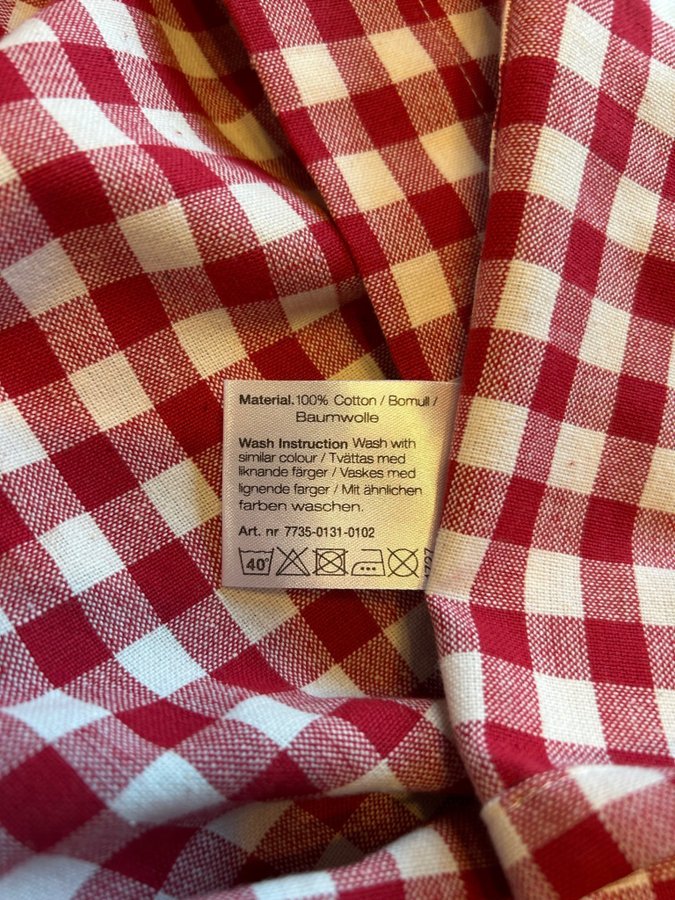 Material.100% Cotton / Bomull /
Baumwolle
Wash Instruction Wash with
similar colour / Tvättas med
liknande färger / Vaskes med
lignende farger / Mit ähnlichen
farben waschen.
Art. nr 7735-0131-0102
40°